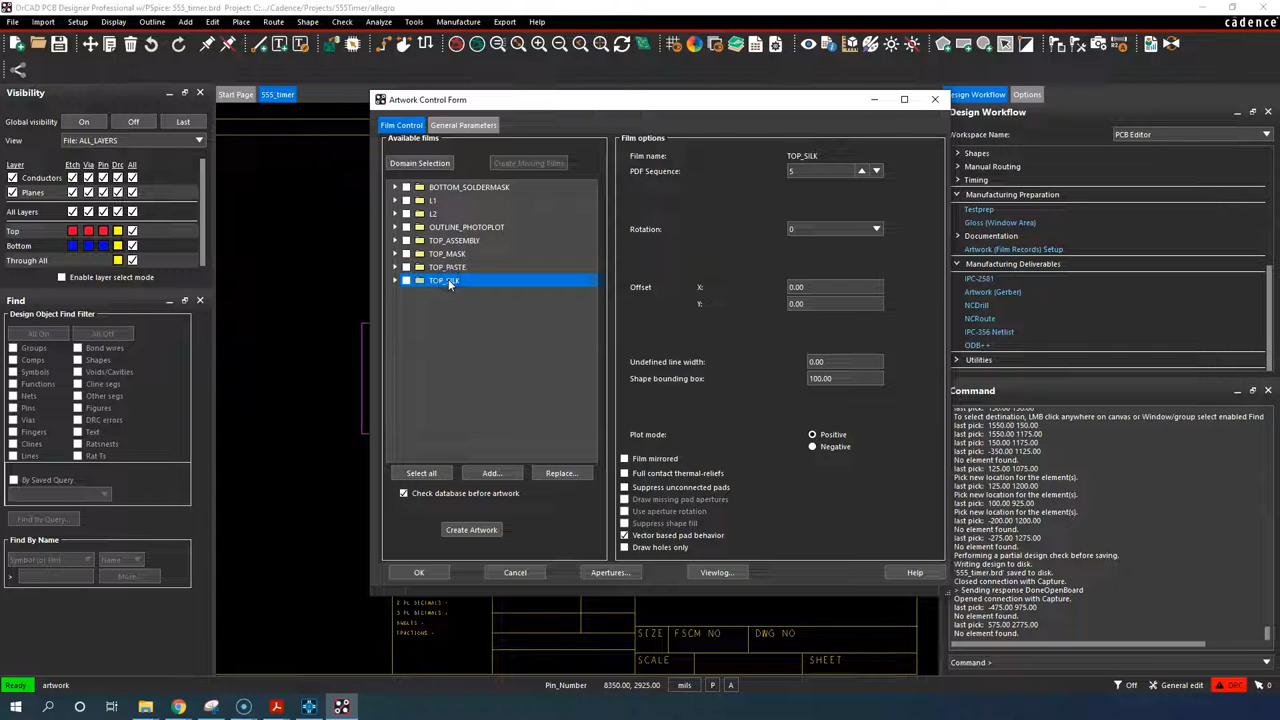 OrCAD PCB Designer Professional w/PSpice: 555_timer.brd Project: C:/.../Cadence/Projects/555Timer/allegro
File Import Setup Display Outline Add Edit Place Route Shape Check Analyze Tools Manufacture Export Help
cadence
Visibility
Global visibility On Off Last
View File: ALL_LAYERS
Layer Etch Via Pin Drc All
Conductors
Planes
All Layers
Top
Bottom
Through All
Enable layer select mode
Find
Design Object Find Filter
All On All Off
Groups Bond wires
Comps Shapes
Symbols Voids/Cavities
Functions Cline segs
Nets Other segs
Pins Figures
Vias DRC errors
Fingers Text
Clines Ratsnests
Lines Rat Ts
By Saved Query
Find By Query...
Find By Name
Symbol (or Pin) Name
> More...
Start Page 555_timer
Artwork Control Form
Film Control General Parameters
Available films
Domain Selection Create Missing Films
BOTTOM_SOLDERMASK
L1
L2
OUTLINE_PHOTOPLOT
TOP_ASSEMBLY
TOP_MASK
TOP_PASTE
TOP_SILK
Select all Add... Replace...
Check database before artwork
Create Artwork
Film options
Film name: TOP_SILK
PDF Sequence: 5
Rotation: 0
Offset X: 0.00
Y: 0.00
Undefined line width: 0.00
Shape bounding box: 100.00
Plot mode: Positive
Negative
Film mirrored
Full contact thermal-reliefs
Suppress unconnected pads
Draw missing pad apertures
Use aperture rotation
Suppress shape fill
Vector based pad behavior
Draw holes only
OK Cancel Apertures... Viewlog... Help
2 PL DECIMALS -
3 PL DECIMALS -
ANGLES -
FRACTIONS -
SIZE FSCM NO DWG NO
SCALE SHEET
Design Workflow Options
Design Workflow
Workspace Name: PCB Editor
Shapes
Manual Routing
Timing
Manufacturing Preparation
Testprep
Gloss (Window Area)
Documentation
Artwork (Film Records) Setup
Manufacturing Deliverables
IPC-2581
Artwork (Gerber)
NCDrill
NCRoute
IPC-356 Netlist
ODB++
Utilities
Command
last pick: 150.00 150.00
To select destination, LMB click anywhere on canvas or Window/group select enabled Find
last pick: 1550.00 150.00
last pick: 1550.00 1175.00
last pick: 150.00 1175.00
last pick: -350.00 1125.00
No element found.
last pick: 125.00 1075.00
Pick new location for the element(s).
last pick: 125.00 1200.00
Pick new location for the element(s).
last pick: 100.00 925.00
Pick new location for the element(s).
last pick: -200.00 1200.00
No element found.
last pick: -275.00 1275.00
No element found.
Performing a partial design check before saving.
Writing design to disk.
'555_timer.brd' saved to disk.
Closed connection with Capture.
> Sending response DoneOpenBoard
Opened connection with Capture.
last pick: -475.00 975.00
last pick: 575.00 2775.00
No element found.
Command >
Ready artwork Pin_Number 8350.00, 2925.00 mils P A Off General edit DRC 0